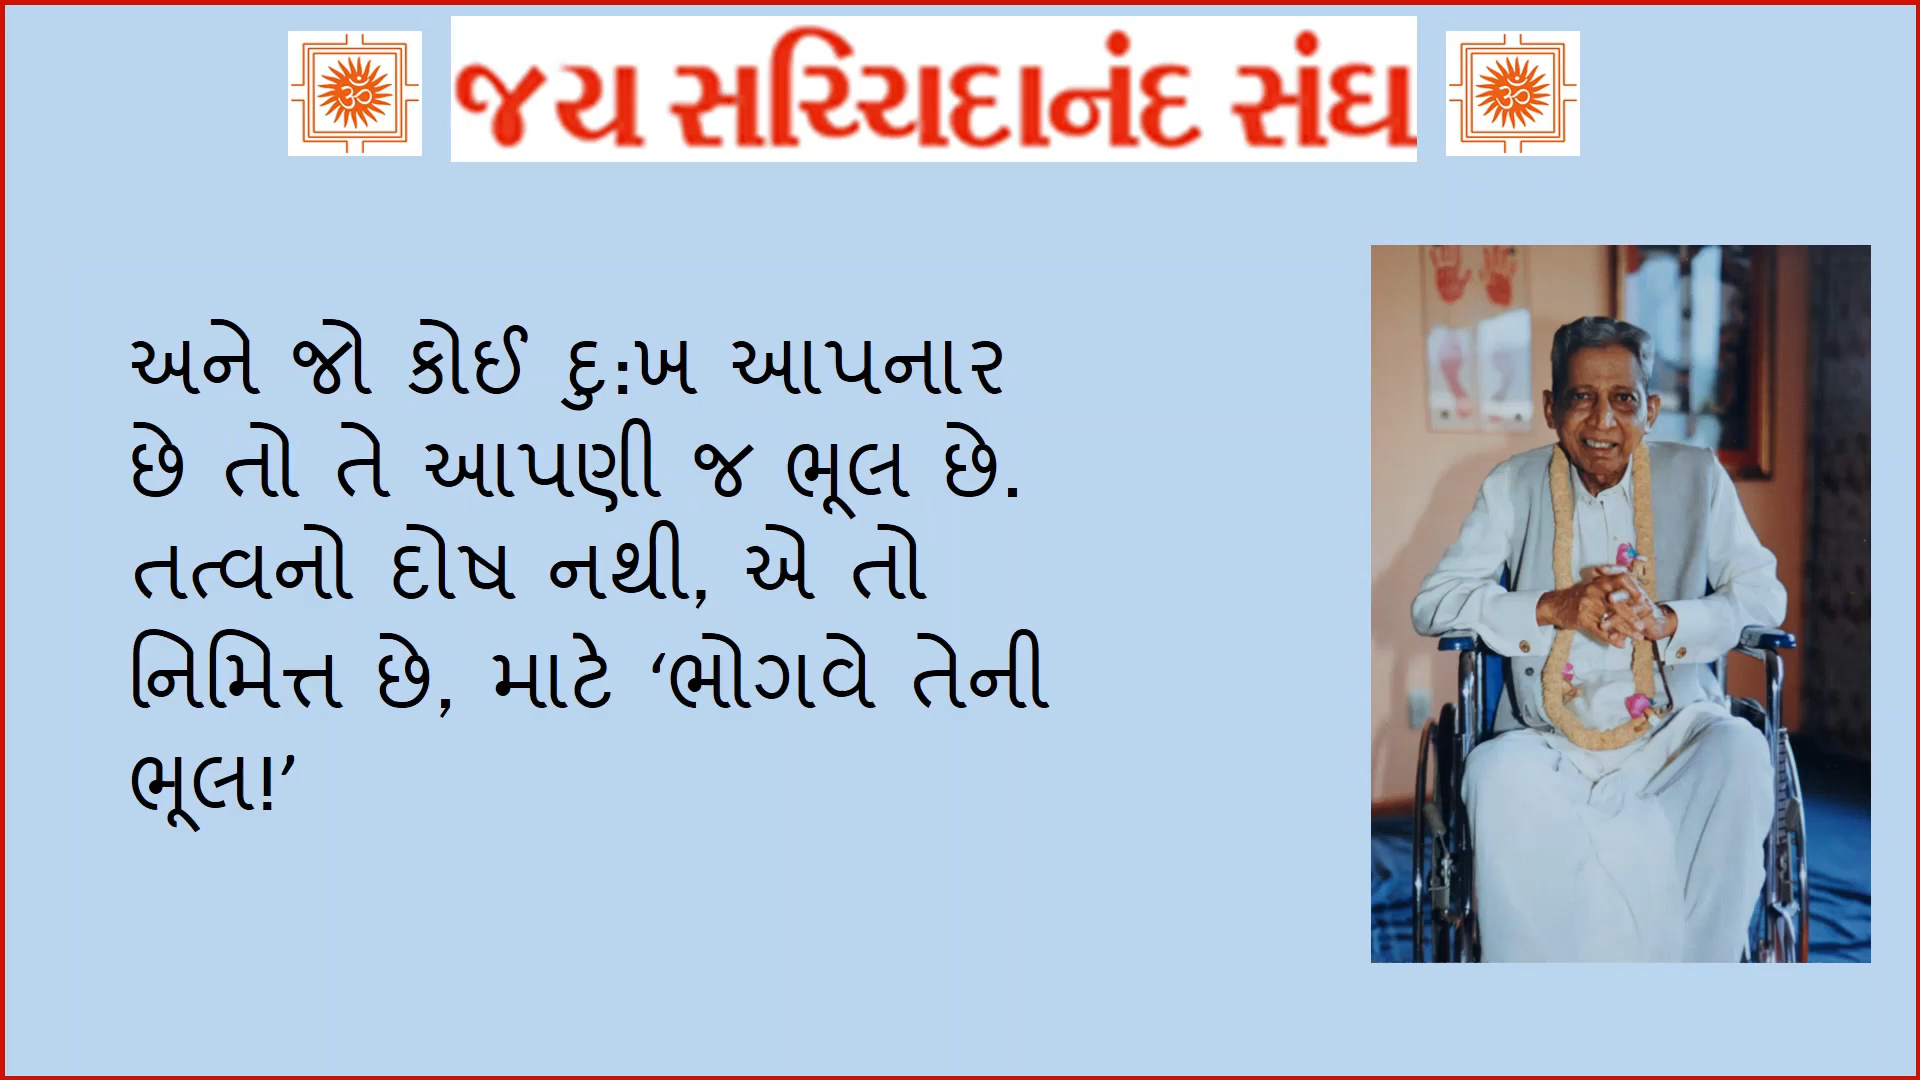 જય સચ્ચિદાનંદ સંઘ
અને જો કોઈ દુ:ખ આપનાર
છે તો તે આપણી જ ભૂલ છે.
તત્વનો દોષ નથી, એ તો
નિમિત્ત છે, માટે ‘ભોગવે તેની
ભૂલ!’